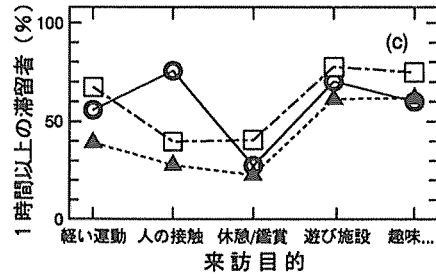 1時間以上の滞留者(%)
100
50
0
(c)
軽い運動 人の接触 休憩/鑑賞 遊び施設 趣味...
来訪目的